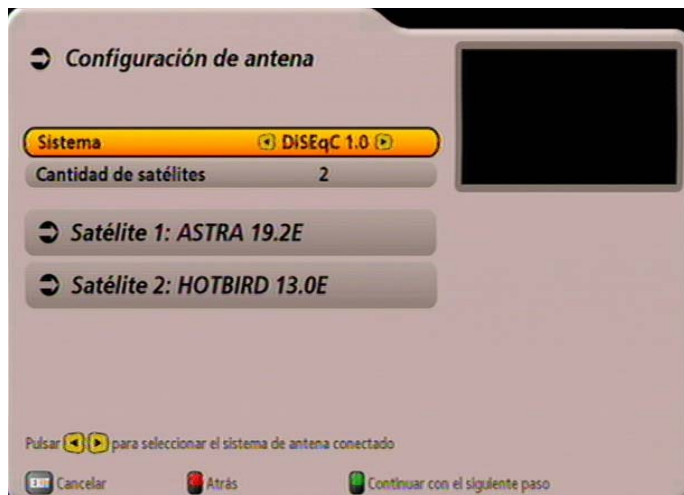 Configuración de antena
Sistema DiSEqC 1.0
Cantidad de satélites 2
Satélite 1: ASTRA 19.2E
Satélite 2: HOTBIRD 13.0E
Pulsar para seleccionar el sistema de antena conectado
Cancelar Atrás Continuar con el siguiente paso